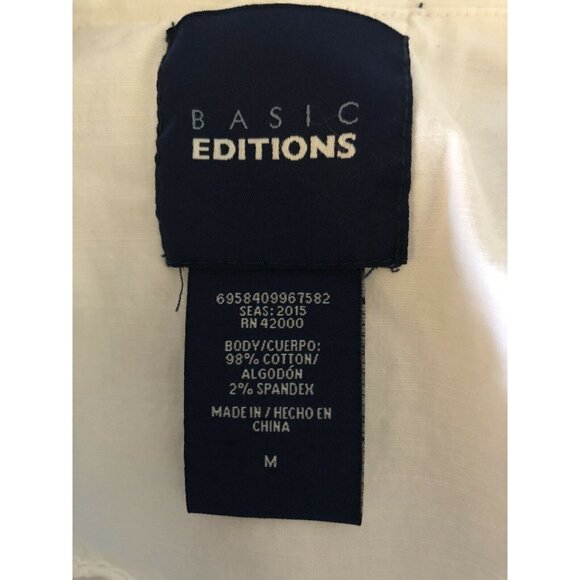 BASIC
EDITIONS
6958409967582
SEAS: 2015
RN 42000
BODY/CUERPO:
98% COTTON/
ALGODÓN
2% SPANDEX
MADE IN / HECHO EN
CHINA
M